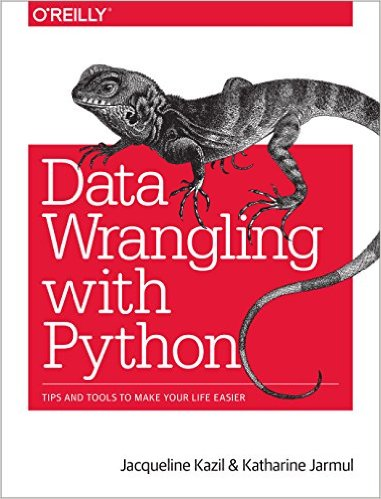 O'REILLY®
Data
Wrangling
with
Python
TIPS AND TOOLS TO MAKE YOUR LIFE EASIER
Jacqueline Kazil & Katharine Jarmul